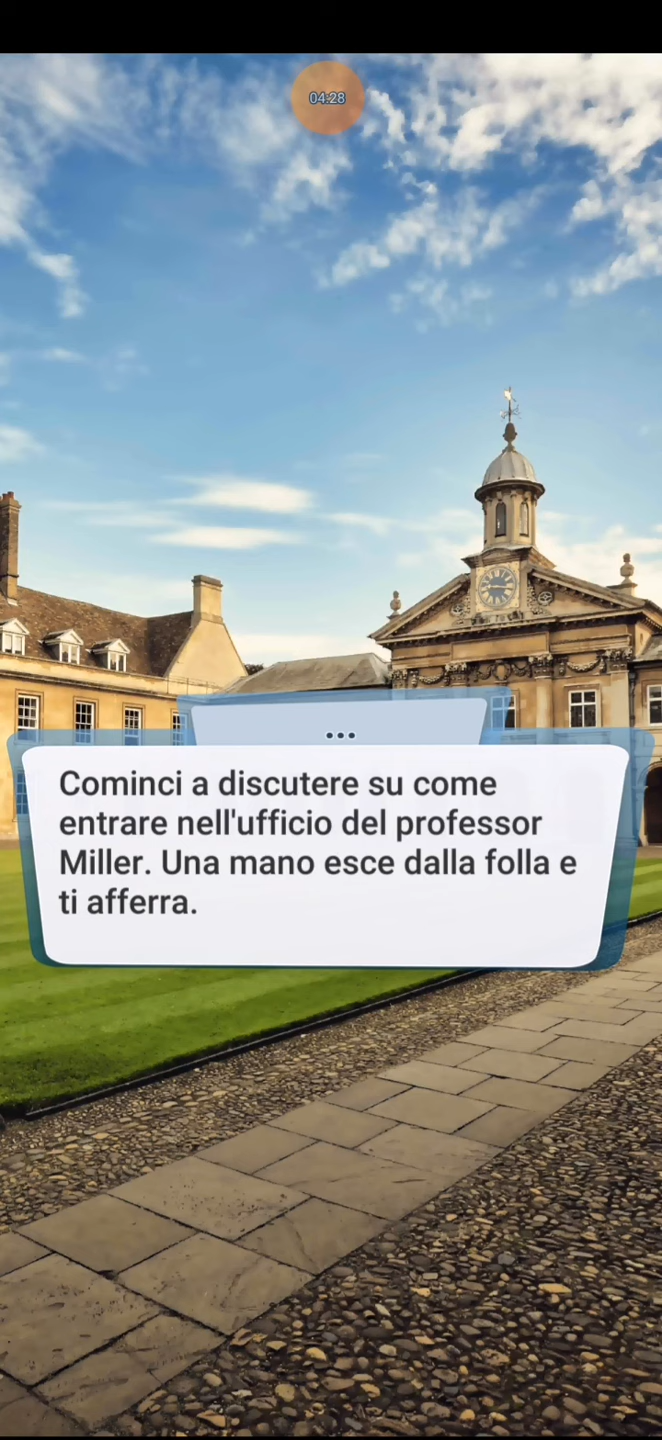 04:28
•••
Cominci a discutere su come
entrare nell'ufficio del professor
Miller. Una mano esce dalla folla e
ti afferra.